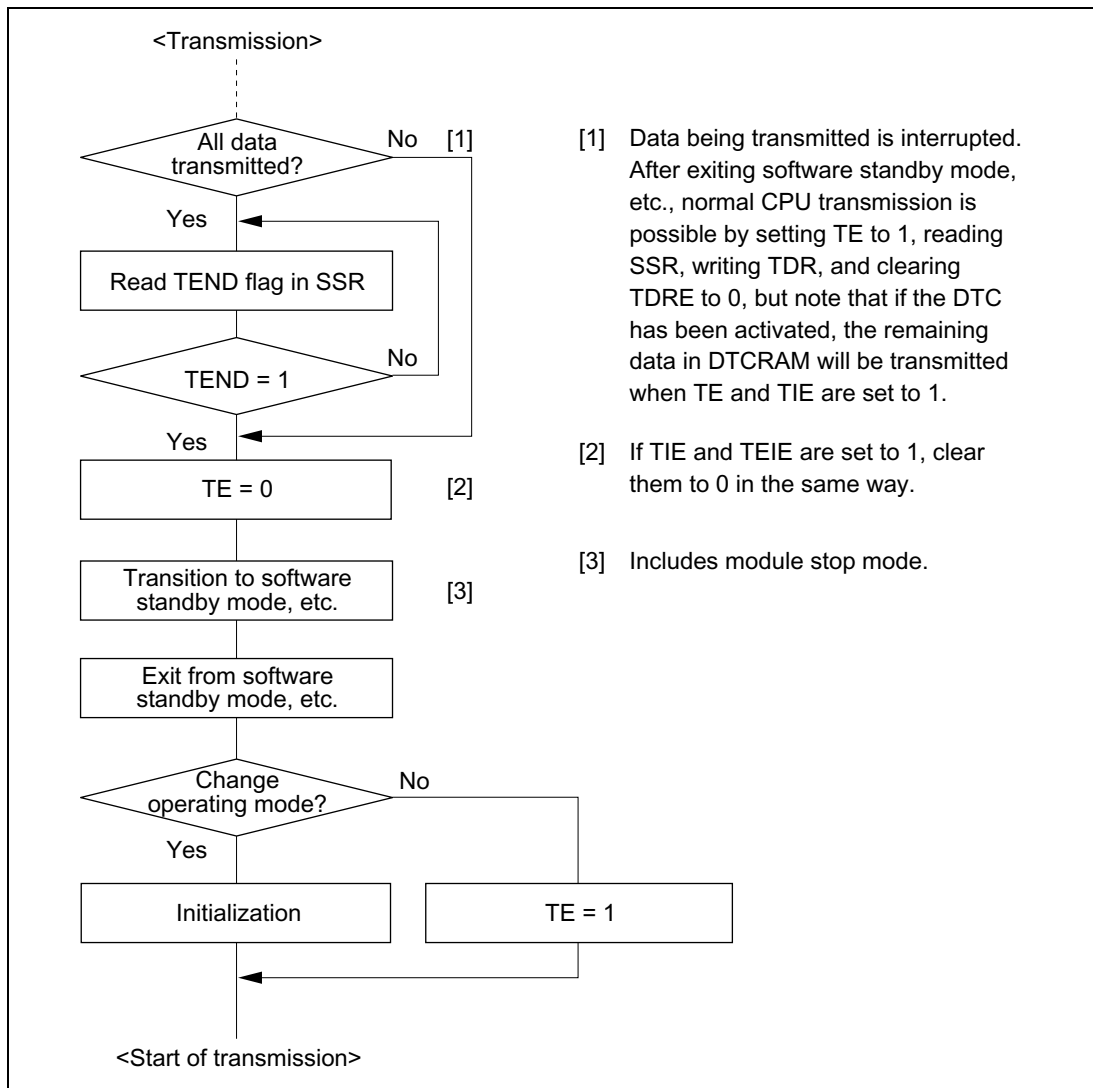 <Transmission>
All data
transmitted?
No
[1]
Yes
Read TEND flag in SSR
TEND = 1
No
Yes
TE = 0
[2]
Transition to software
standby mode, etc.
[3]
Exit from software
standby mode, etc.
Change
operating mode?
No
Yes
Initialization
TE = 1
<Start of transmission>
[1] Data being transmitted is interrupted.
After exiting software standby mode,
etc., normal CPU transmission is
possible by setting TE to 1, reading
SSR, writing TDR, and clearing
TDRE to 0, but note that if the DTC
has been activated, the remaining
data in DTCRAM will be transmitted
when TE and TIE are set to 1.
[2] If TIE and TEIE are set to 1, clear
them to 0 in the same way.
[3] Includes module stop mode.